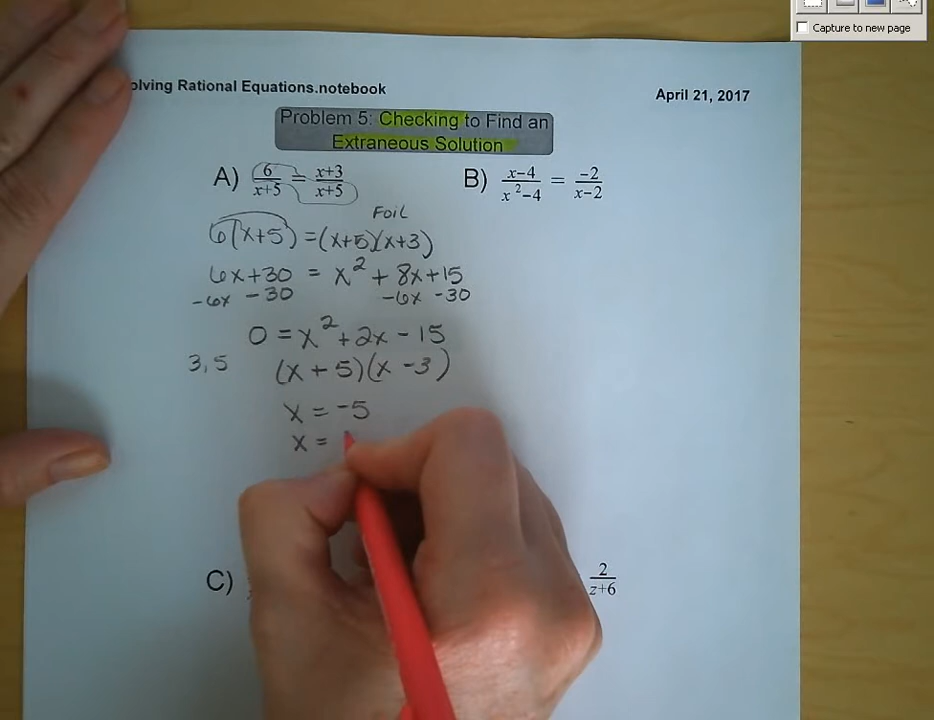 Capture to new page
olving Rational Equations.notebook
April 21, 2017
Problem 5: Checking to Find an
Extraneous Solution
A) 6/x+5 = x+3/x+5
B) x-4/x²-4 = -2/x-2
Foil
6(x+5) = (x+5)(x+3)
6x+30 = x² + 8x+15
-6x -30 -6x -30
0 = x² + 2x - 15
3,5 (x + 5)(x - 3)
x = -5
x =
C) 2/z+6